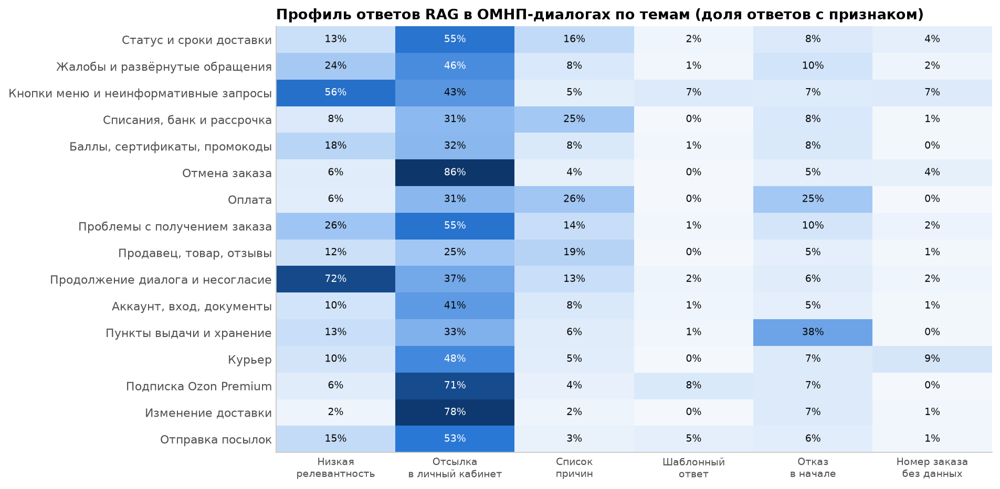 Профиль ответов RAG в ОМНП-диалогах по темам (доля ответов с признаком)
Статус и сроки доставки 13% 55% 16% 2% 8% 4%
Жалобы и развёрнутые обращения 24% 46% 8% 1% 10% 2%
Кнопки меню и неинформативные запросы 56% 43% 5% 7% 7% 7%
Списания, банк и рассрочка 8% 31% 25% 0% 8% 1%
Баллы, сертификаты, промокоды 18% 32% 8% 1% 8% 0%
Отмена заказа 6% 86% 4% 0% 5% 4%
Оплата 6% 31% 26% 0% 25% 0%
Проблемы с получением заказа 26% 55% 14% 1% 10% 2%
Продавец, товар, отзывы 12% 25% 19% 0% 5% 1%
Продолжение диалога и несогласие 72% 37% 13% 2% 6% 2%
Аккаунт, вход, документы 10% 41% 8% 1% 5% 1%
Пункты выдачи и хранение 13% 33% 6% 1% 38% 0%
Курьер 10% 48% 5% 0% 7% 9%
Подписка Ozon Premium 6% 71% 4% 8% 7% 0%
Изменение доставки 2% 78% 2% 0% 7% 1%
Отправка посылок 15% 53% 3% 5% 6% 1%
Низкая Отсылка Список Шаблонный Отказ Номер заказа
релевантность в личный кабинет причин ответ в начале без данных